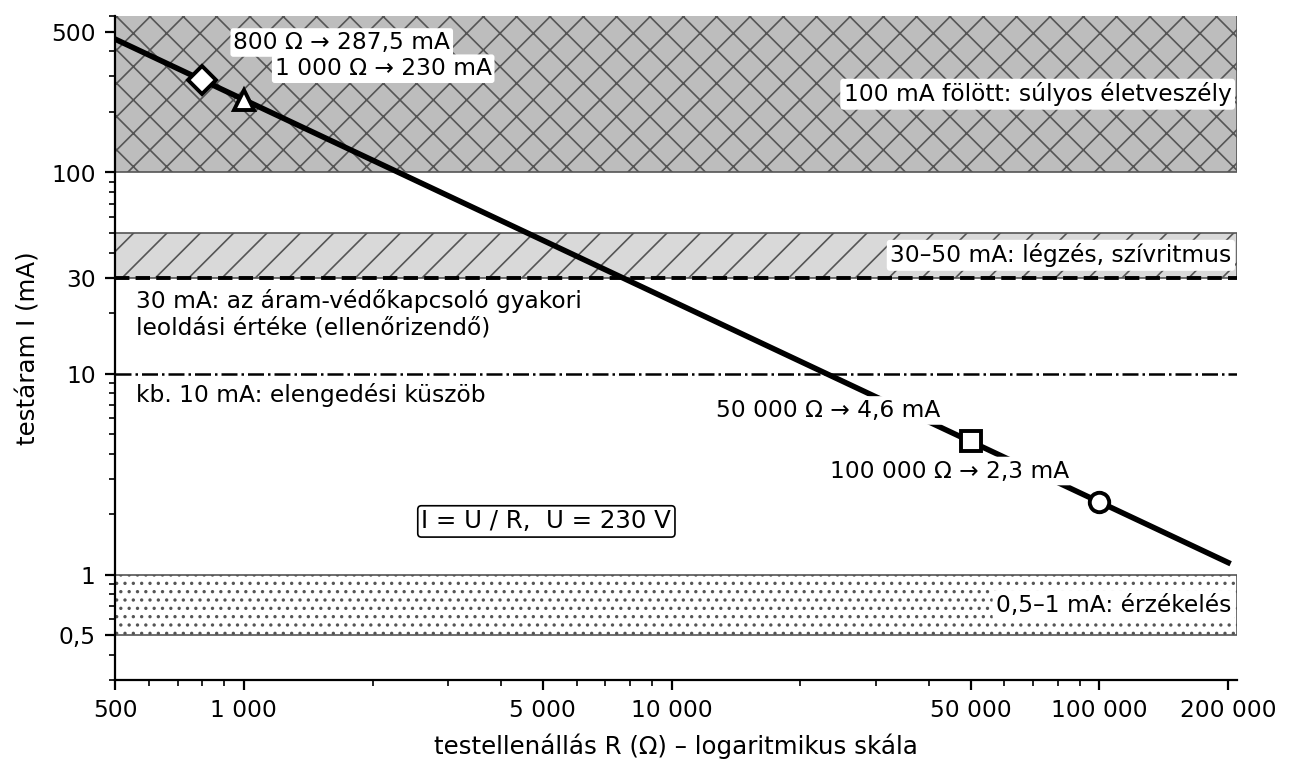 500
800 Ω → 287,5 mA
1 000 Ω → 230 mA
100 mA fölött: súlyos életveszély
100
30–50 mA: légzés, szívritmus
30
30 mA: az áram-védőkapcsoló gyakori
leoldási értéke (ellenőrizendő)
10
kb. 10 mA: elengedési küszöb
50 000 Ω → 4,6 mA
100 000 Ω → 2,3 mA
I = U / R,  U = 230 V
1
0,5–1 mA: érzékelés
0,5
testáram I (mA)
500 1 000 5 000 10 000 50 000 100 000 200 000
testellenállás R (Ω) – logaritmikus skála